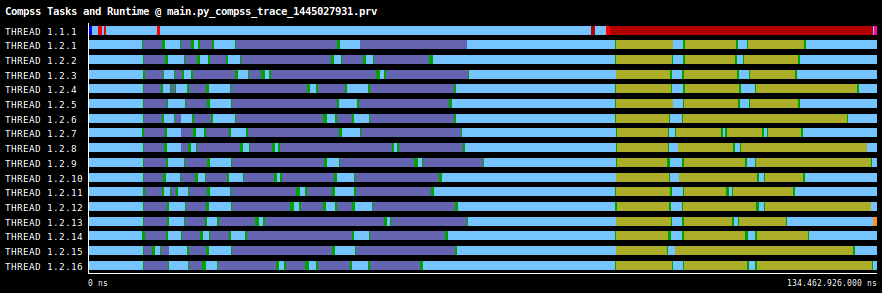 Compss Tasks and Runtime @ main.py_compss_trace_1445027931.prv
THREAD 1.1.1
THREAD 1.2.1
THREAD 1.2.2
THREAD 1.2.3
THREAD 1.2.4
THREAD 1.2.5
THREAD 1.2.6
THREAD 1.2.7
THREAD 1.2.8
THREAD 1.2.9
THREAD 1.2.10
THREAD 1.2.11
THREAD 1.2.12
THREAD 1.2.13
THREAD 1.2.14
THREAD 1.2.15
THREAD 1.2.16
0 ns
134.462.926.000 ns